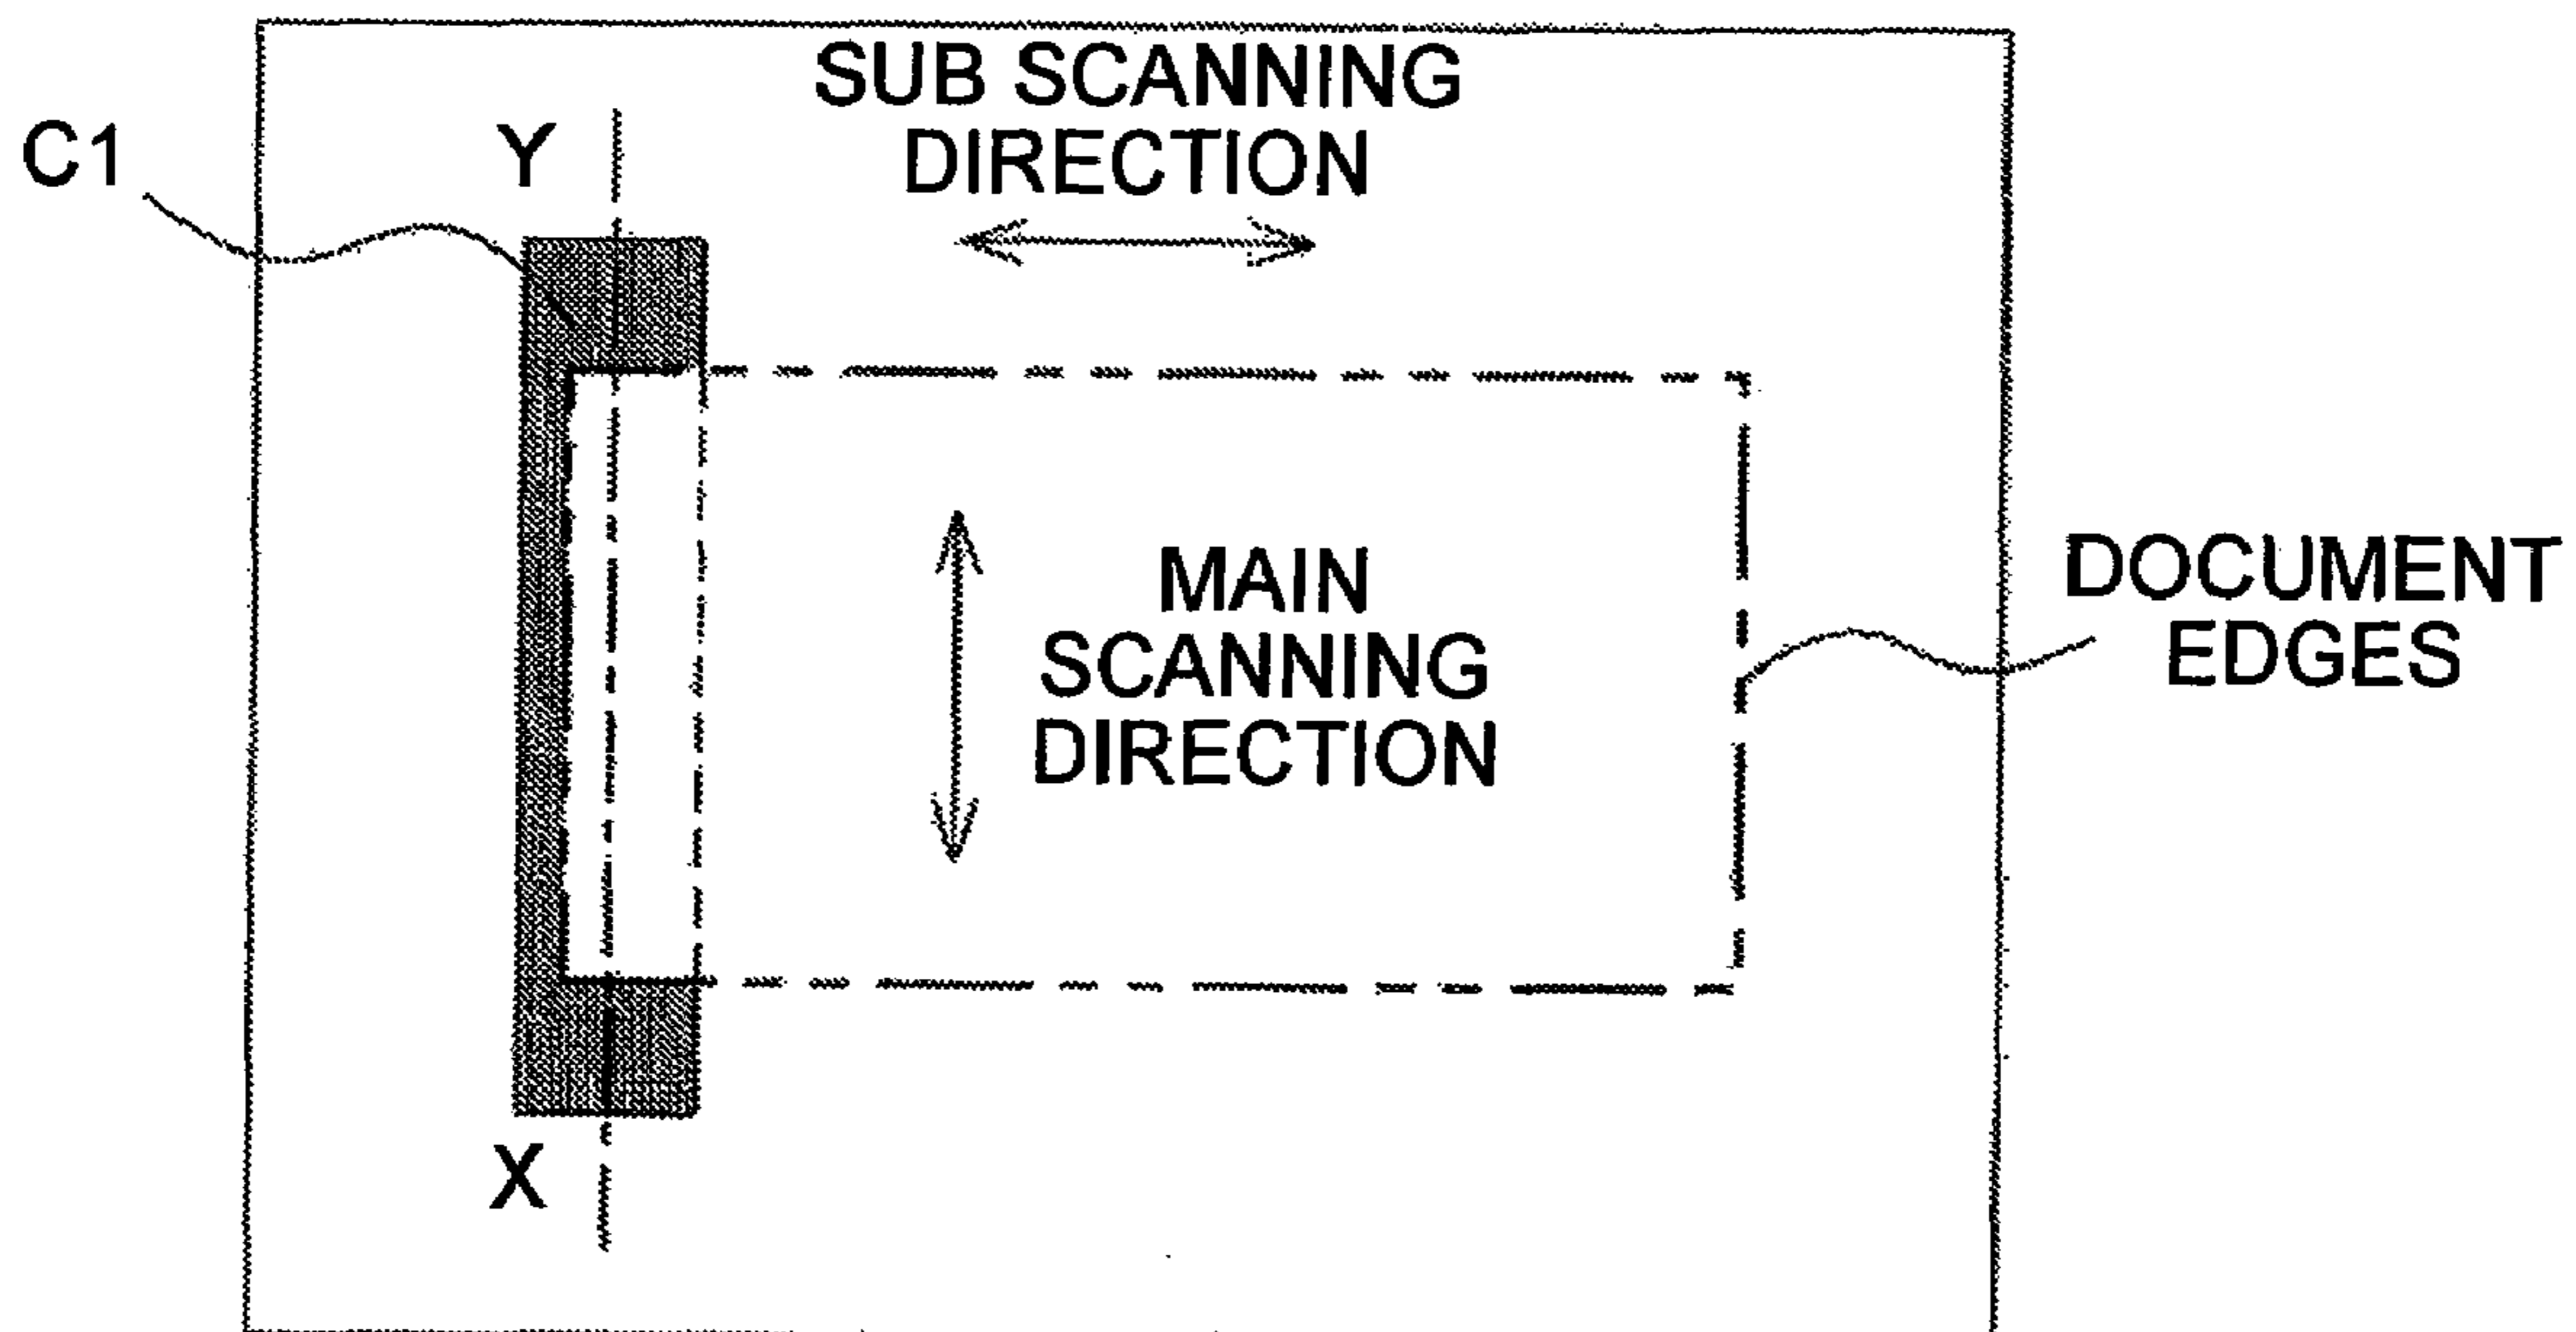 SUB SCANNING
DIRECTION
C1
Y
MAIN
SCANNING
DIRECTION
DOCUMENT
EDGES
X